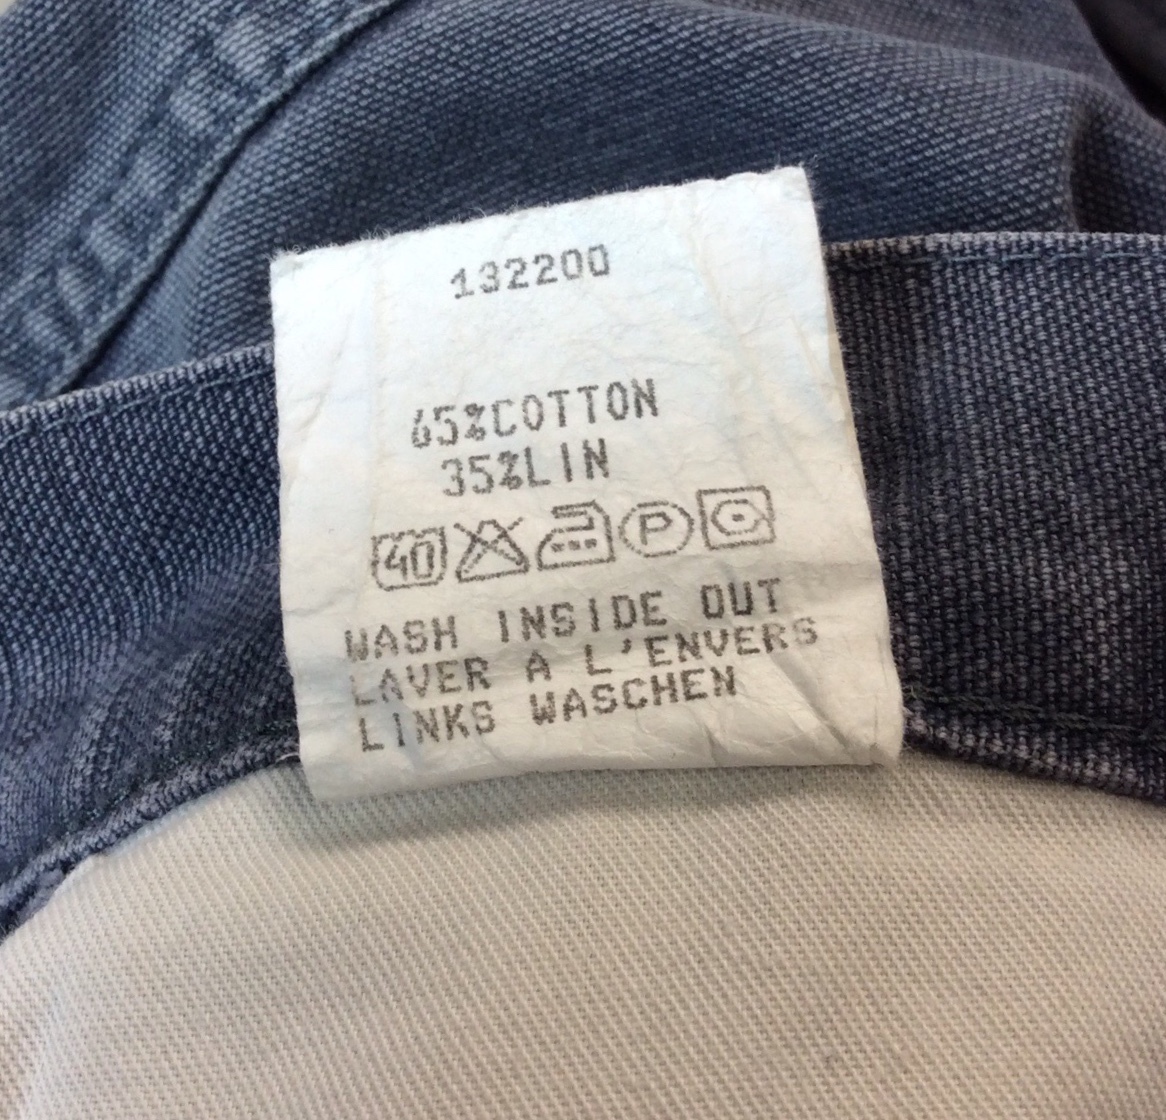 132200
65%COTTON
35%LIN
40 P
WASH INSIDE OUT
LAVER A L'ENVERS
LINKS WASCHEN